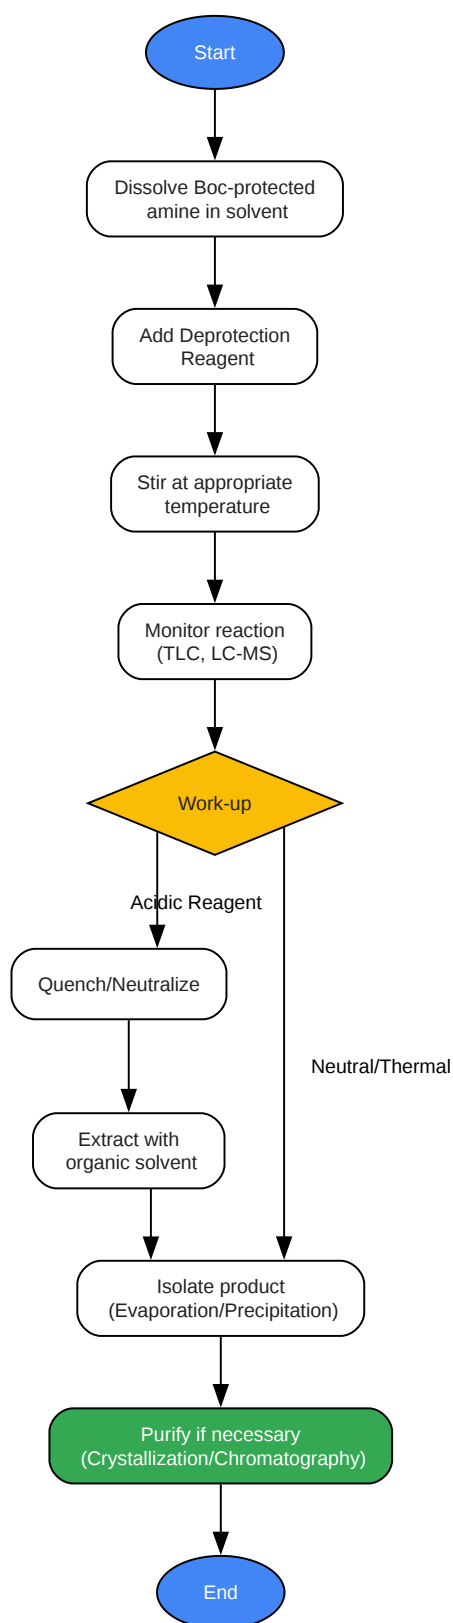 Start
Dissolve Boc-protected
amine in solvent
Add Deprotection
Reagent
Stir at appropriate
temperature
Monitor reaction
(TLC, LC-MS)
Work-up
Acidic Reagent
Quench/Neutralize
Neutral/Thermal
Extract with
organic solvent
Isolate product
(Evaporation/Precipitation)
Purify if necessary
(Crystallization/Chromatography)
End